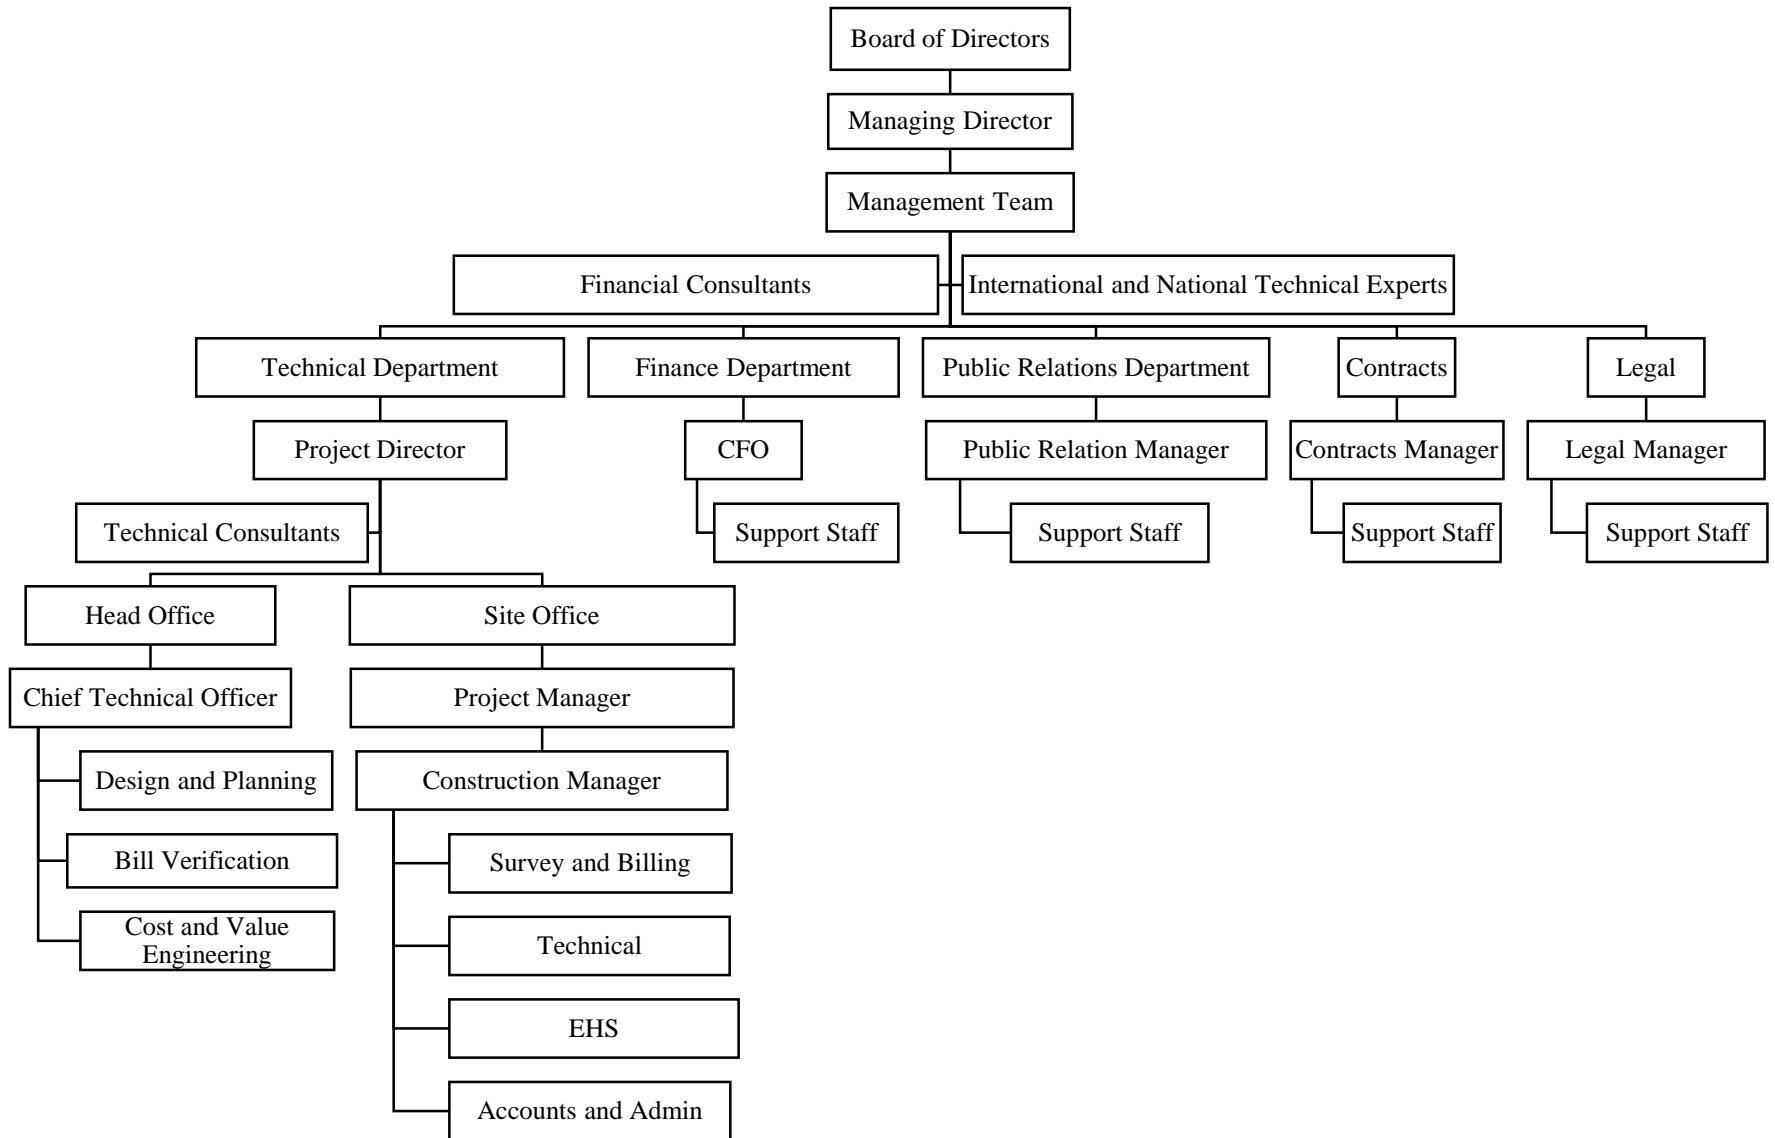 Board of Directors
Managing Director
Management Team
Financial Consultants
International and National Technical Experts
Technical Department
Finance Department
Public Relations Department
Contracts
Legal
Project Director
CFO
Public Relation Manager
Contracts Manager
Legal Manager
Technical Consultants
Support Staff
Support Staff
Support Staff
Support Staff
Head Office
Site Office
Chief Technical Officer
Project Manager
Design and Planning
Construction Manager
Bill Verification
Survey and Billing
Cost and Value
Engineering
Technical
EHS
Accounts and Admin